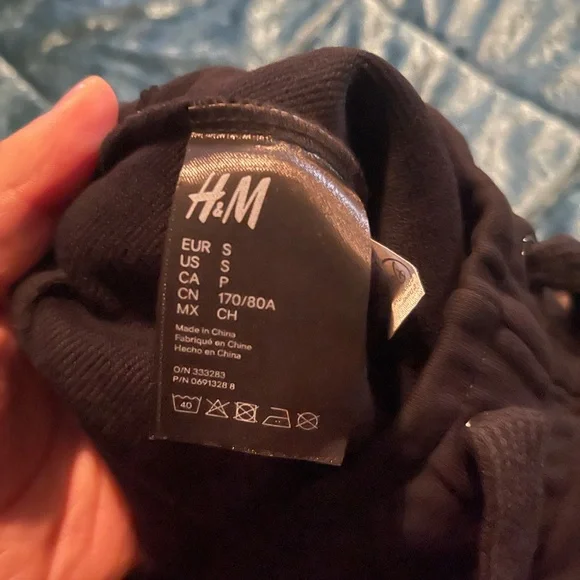 H&M
EUR S
US S
CA P
CN 170/80A
MX CH
Made in China
Fabriqué en Chine
Hecho en China
O/N 333283
P/N 0691328 8
40